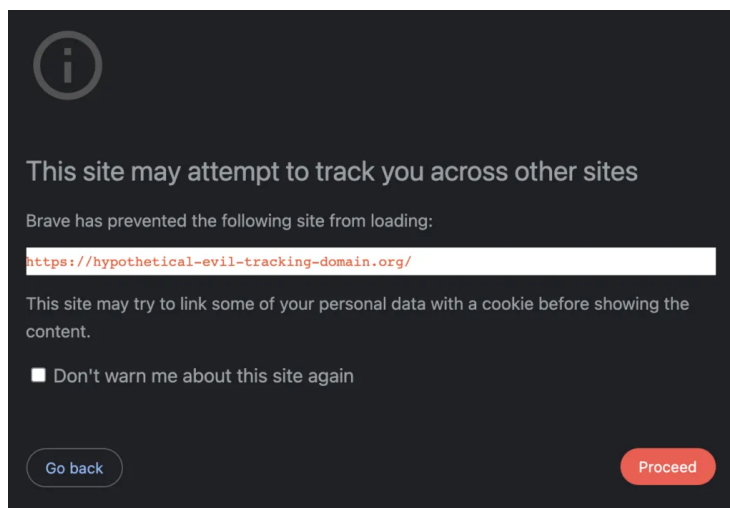 This site may attempt to track you across other sites
Brave has prevented the following site from loading:
https://hypothetical-evil-tracking-domain.org/
This site may try to link some of your personal data with a cookie before showing the
content.
Don't warn me about this site again
Go back
Proceed